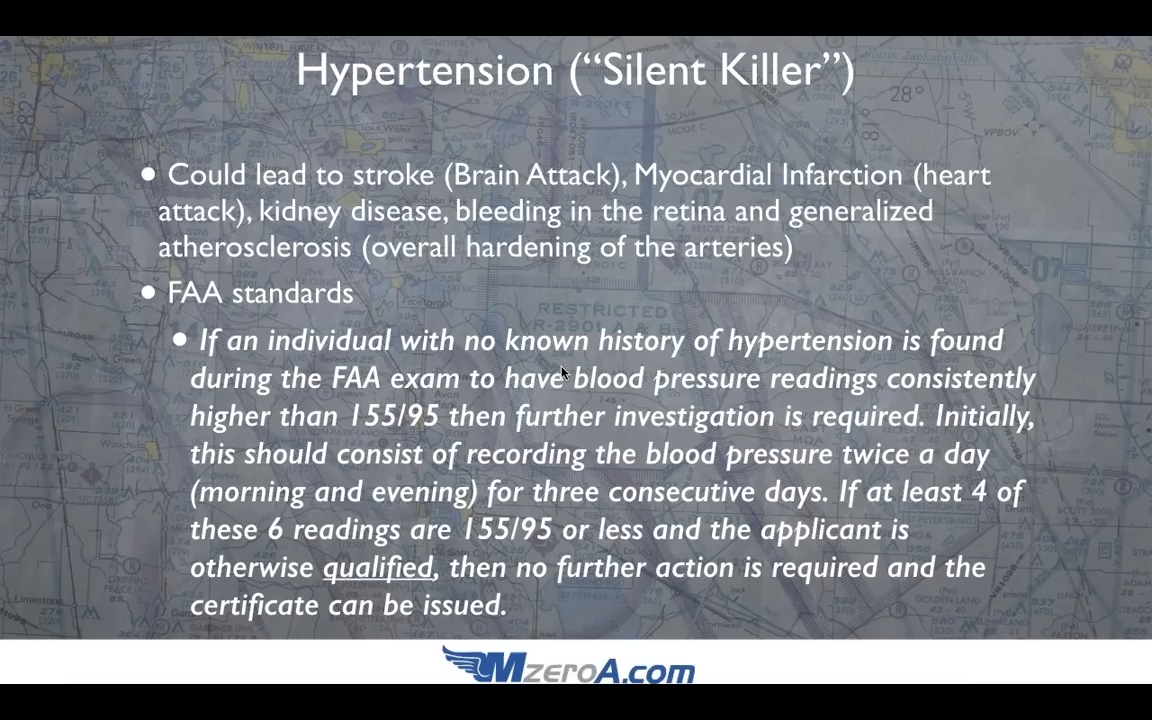 Hypertension (“Silent Killer”)
• Could lead to stroke (Brain Attack), Myocardial Infarction (heart
attack), kidney disease, bleeding in the retina and generalized
atherosclerosis (overall hardening of the arteries)
• FAA standards
• If an individual with no known history of hypertension is found
during the FAA exam to have blood pressure readings consistently
higher than 155/95 then further investigation is required. Initially,
this should consist of recording the blood pressure twice a day
(morning and evening) for three consecutive days. If at least 4 of
these 6 readings are 155/95 or less and the applicant is
otherwise qualified, then no further action is required and the
certificate can be issued.
RESTRICTED
28°
MzeroA.com